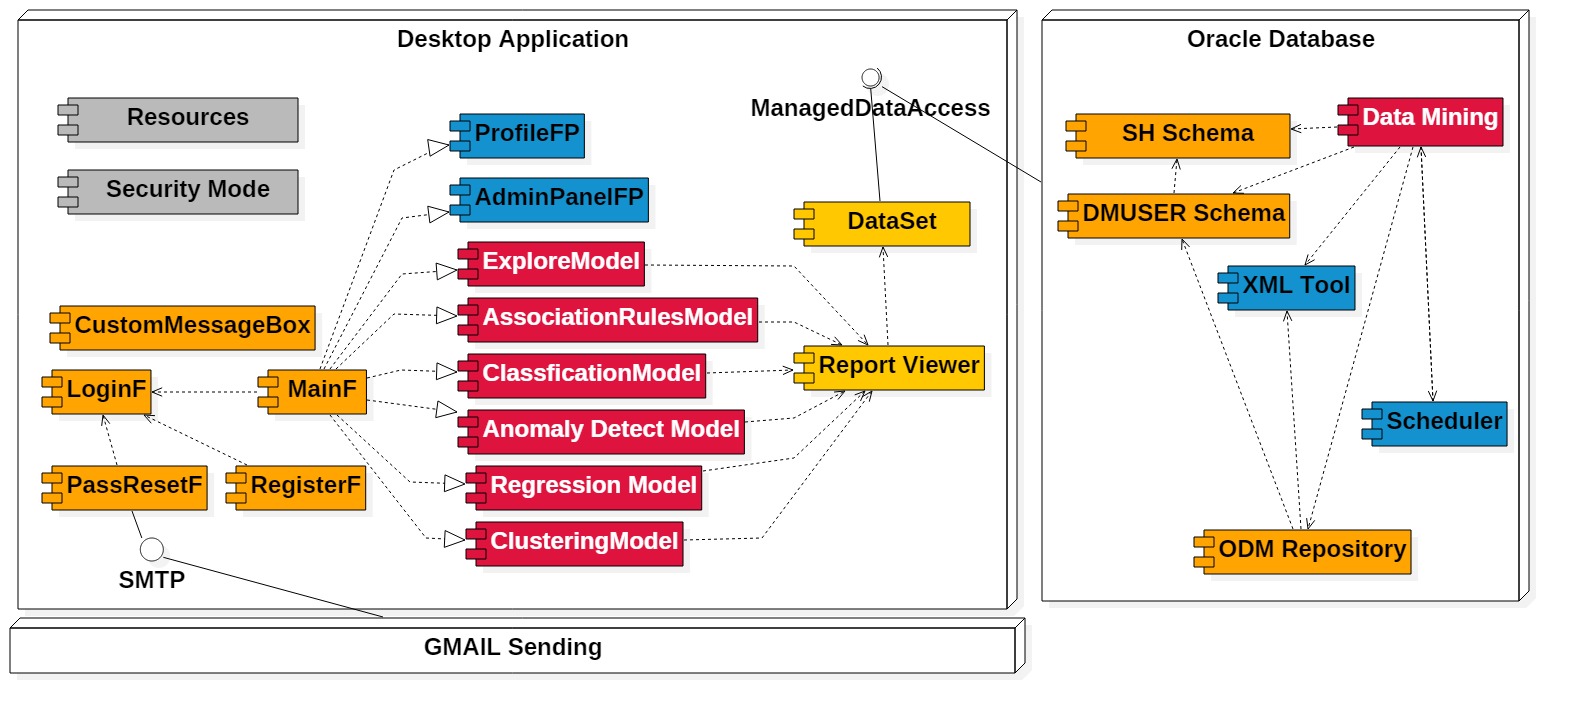 Desktop Application
Oracle Database
ManagedDataAccess
Resources
ProfileFP
Security Mode
AdminPanelFP
DataSet
ExploreModel
CustomMessageBox
AssociationRulesModel
LoginF
MainF
ClassficationModel
Report Viewer
Anomaly Detect Model
PassResetF
RegisterF
Regression Model
ClusteringModel
SMTP
SH Schema
Data Mining
DMUSER Schema
XML Tool
Scheduler
ODM Repository
GMAIL Sending